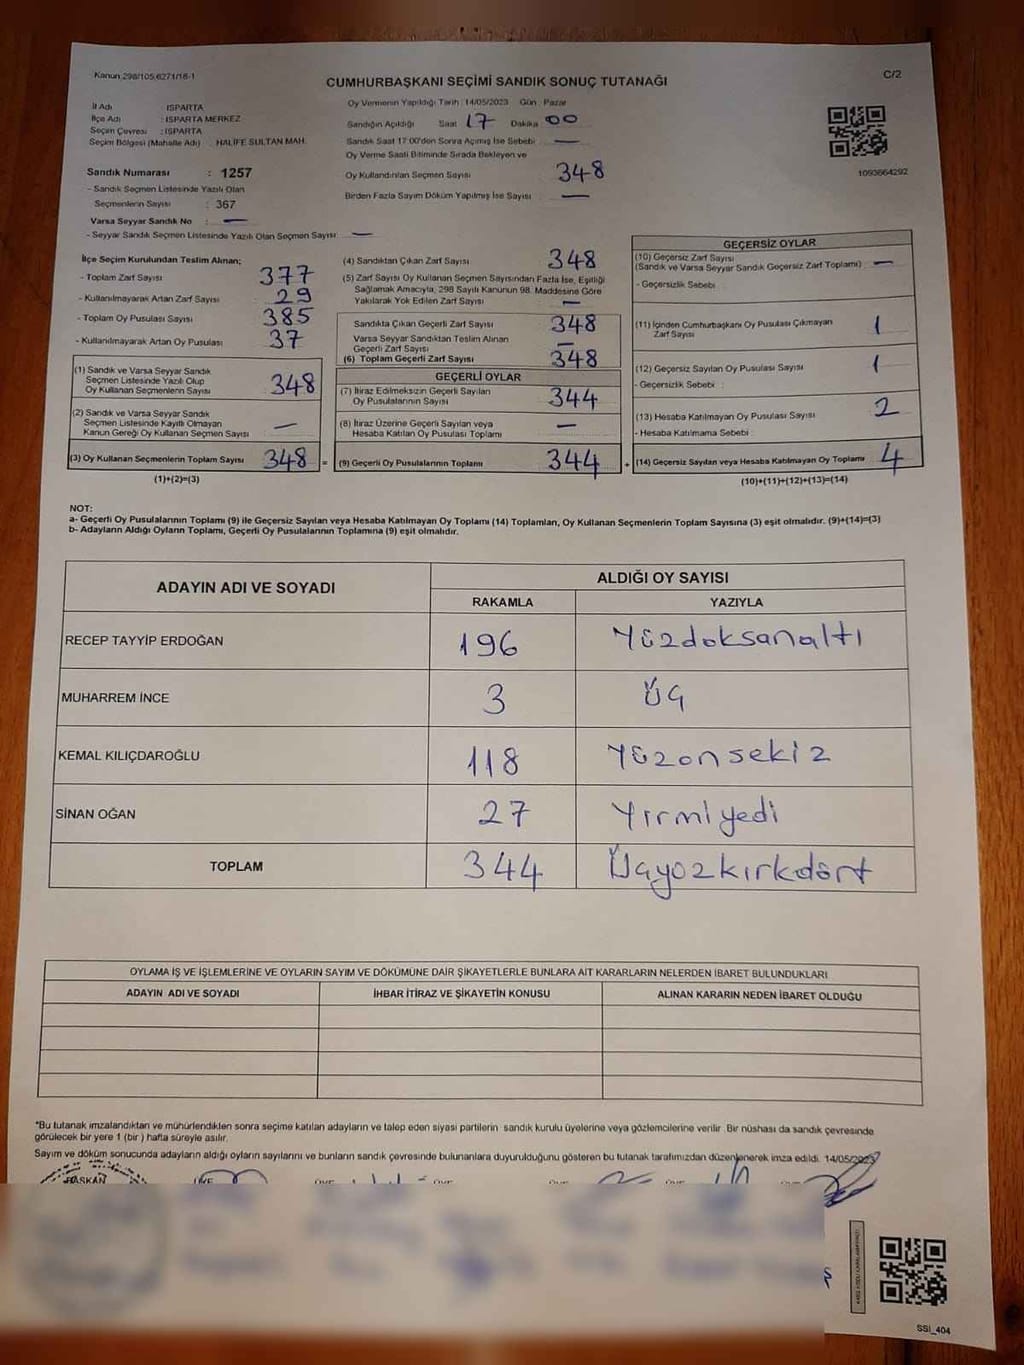 Kanun 298/105,6271/18-1
C/2
CUMHURBAŞKANI SEÇİMİ SANDIK SONUÇ TUTANAĞI
İl Adı ISPARTA
İlçe Adı : ISPARTA MERKEZ
Seçim Çevresi : ISPARTA
Seçim Bölgesi (Mahalle Adı) HALİFE SULTAN MAH.
Sandık Numarası : 1257
- Sandık Seçmen Listesinde Yazılı Olan
Seçmenlerin Sayısı : 367
Varsa Seyyar Sandık No : —
- Seyyar Sandık Seçmen Listesinde Yazılı Olan Seçmen Sayısı —
Oy Vermenin Yapıldığı Tarih :14/05/2023 Gün : Pazar
Sandığın Açıldığı Saat 17 Dakika 00
Sandık Saat 17:00'den Sonra Açımış İse Sebebi —
Oy Verme Saati Bitiminde Sırada Bekleyen ve
Oy Kullandırılan Seçmen Sayısı 348
Birden Fazla Sayım Döküm Yapılmış İse Sayısı —
1093664292
İlçe Seçim Kurulundan Teslim Alınan;
- Toplam Zarf Sayısı 377
- Kullanılmayarak Artan Zarf Sayısı 29
- Toplam Oy Pusulası Sayısı 385
- Kullanılmayarak Artan Oy Pusulası 37
(1) Sandık ve Varsa Seyyar Sandık
Seçmen Listesinde Yazılı Olup
Oy Kullanan Seçmenlerin Sayısı 348
(2) Sandık ve Varsa Seyyar Sandık
Seçmen Listesinde Kayıtlı Olmayan
Kanun Gereği Oy Kullanan Seçmen Sayısı —
(3) Oy Kullanan Seçmenlerin Toplam Sayısı 348 =
(1)+(2)=(3)
(4) Sandıktan Çıkan Zarf Sayısı 348
(5) Zarf Sayısı Oy Kullanan Seçmen Sayısından Fazla İse, Eşitliği
Sağlamak Amacıyla, 298 Sayılı Kanunun 98. Maddesine Göre
Yakılarak Yok Edilen Zarf Sayısı —
Sandıkta Çıkan Geçerli Zarf Sayısı 348
Varsa Seyyar Sandıktan Teslim Alınan
Geçerli Zarf Sayısı —
(6) Toplam Geçerli Zarf Sayısı 348
GEÇERLİ OYLAR
(7) İtiraz Edilmeksizin Geçerli Sayılan
Oy Pusulalarının Sayısı 344
(8) İtiraz Üzerine Geçerli Sayılan veya
Hesaba Katılan Oy Pusulası Toplamı —
(9) Geçerli Oy Pusulalarının Toplamı 344 +
GEÇERSİZ OYLAR
(10) Geçersiz Zarf Sayısı
(Sandık ve Varsa Seyyar Sandık Geçersiz Zarf Toplamı) —
- Geçersizlik Sebebi
(11) İçinden Cumhurbaşkanı Oy Pusulası Çıkmayan
Zarf Sayısı 1
(12) Geçersiz Sayılan Oy Pusulası Sayısı 1
- Geçersizlik Sebebi :
(13) Hesaba Katılmayan Oy Pusulası Sayısı 2
- Hesaba Katılmama Sebebi
(14) Geçersiz Sayılan veya Hesaba Katılmayan Oy Toplamı 4
(10)+(11)+(12)+(13)=(14)
NOT:
a- Geçerli Oy Pusulalarının Toplamı (9) ile Geçersiz Sayılan veya Hesaba Katılmayan Oy Toplamı (14) Toplamları, Oy Kullanan Seçmenlerin Toplam Sayısına (3) eşit olmalıdır. (9)+(14)=(3)
b- Adayların Aldığı Oyların Toplamı, Geçerli Oy Pusulalarının Toplamına (9) eşit olmalıdır.
ADAYIN ADI VE SOYADI ALDIĞI OY SAYISI
RAKAMLA YAZIYLA
RECEP TAYYİP ERDOĞAN 196 Yüzdoksanaltı
MUHARREM İNCE 3 Üç
KEMAL KILIÇDAROĞLU 118 Yüzonsekiz
SİNAN OĞAN 27 Yirmiyedi
TOPLAM 344 Üçyüzkırkdört
OYLAMA İŞ VE İŞLEMLERİNE VE OYLARIN SAYIM VE DÖKÜMÜNE DAİR ŞİKAYETLERLE BUNLARA AİT KARARLARIN NELERDEN İBARET BULUNDUKLARI
ADAYIN ADI VE SOYADI İHBAR İTİRAZ VE ŞİKAYETİN KONUSU ALINAN KARARIN NEDEN İBARET OLDUĞU
*Bu tutanak imzalandıktan ve mühürlendikten sonra seçime katılan adayların ve talep eden siyasi partilerin sandık kurulu üyelerine veya gözlemcilerine verilir. Bir nüshası da sandık çevresinde
görülecek bir yere 1 (bir ) hafta süreyle asılır.
Sayım ve döküm sonucunda adayların aldığı oyların sayılarını ve bunların sandık çevresinde bulunanlara duyurulduğunu gösteren bu tutanak tarafımızdan düzenlenerek imza edildi. 14/05/2023
BAŞKAN ÜYE
SSİ_404